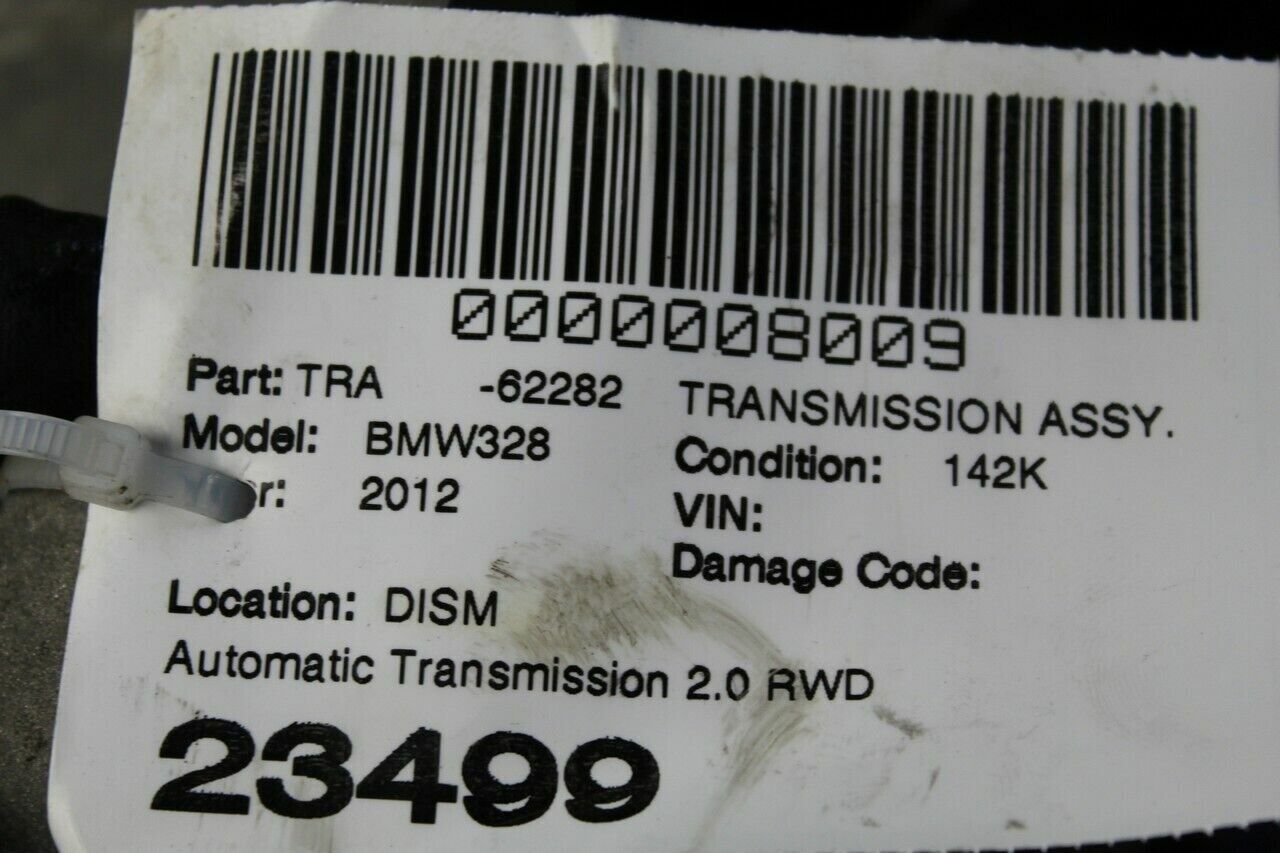 0000008009
Part: TRA -62282 TRANSMISSION ASSY.
Model: BMW328 Condition: 142K
r: 2012 VIN:
Damage Code:
Location: DISM
Automatic Transmission 2.0 RWD
23499